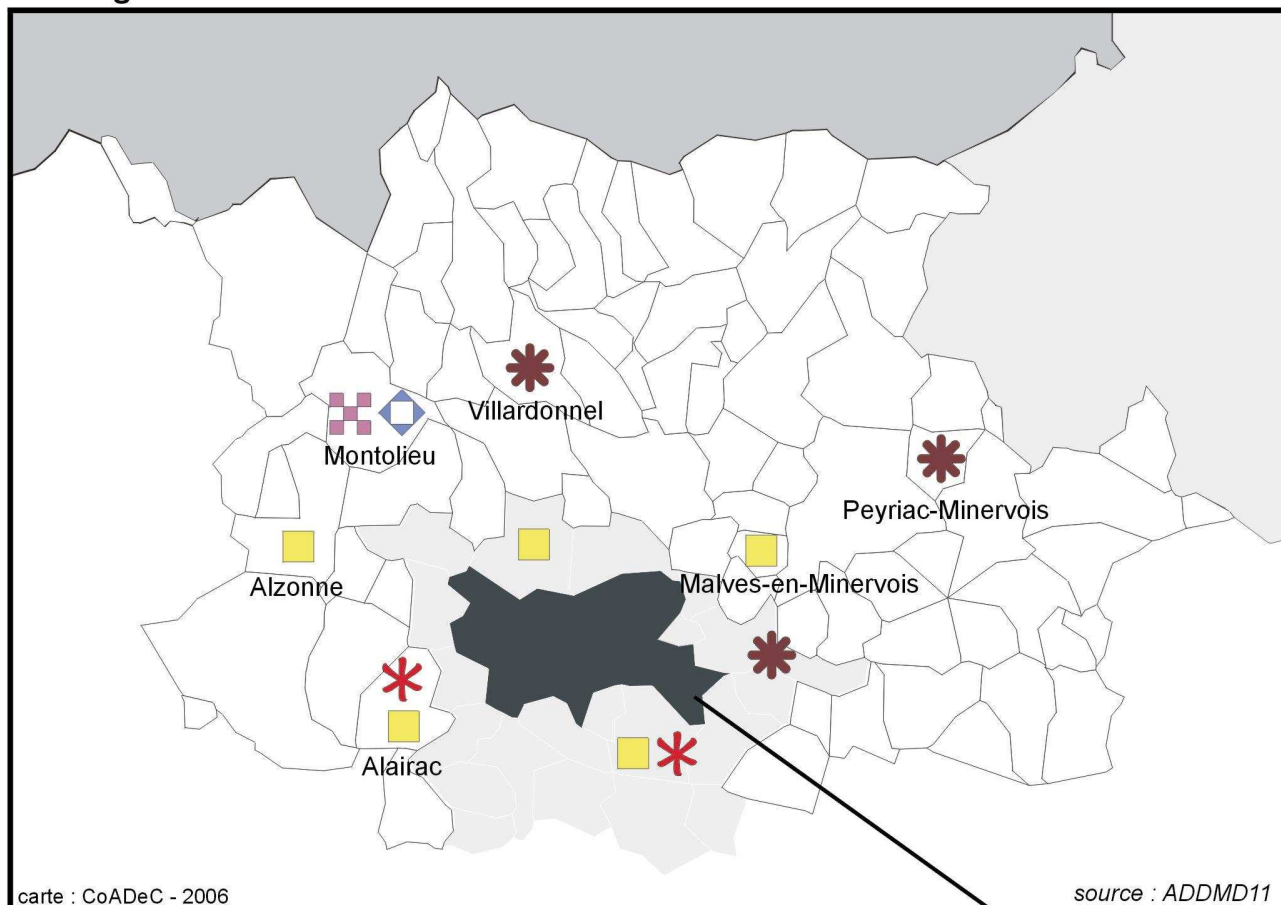 Villardonnel
Montolieu
Peyriac-Minervois
Alzonne
Malves-en-Minervois
Alairac
carte : CoADeC - 2006
source : ADDMD11